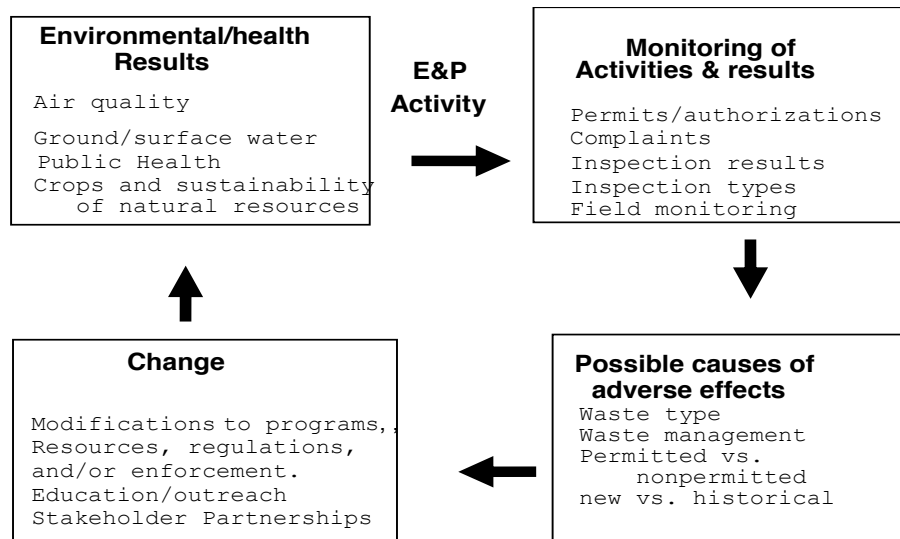 Environmental/health
Results
Air quality
Ground/surface water
Public Health
Crops and sustainability
of natural resources
E&P
Activity
Monitoring of
Activities & results
Permits/authorizations
Complaints
Inspection results
Inspection types
Field monitoring
Possible causes of
adverse effects
Waste type
Waste management
Permitted vs.
nonpermitted
new vs. historical
Change
Modifications to programs,,
Resources, regulations,
and/or enforcement.
Education/outreach
Stakeholder Partnerships